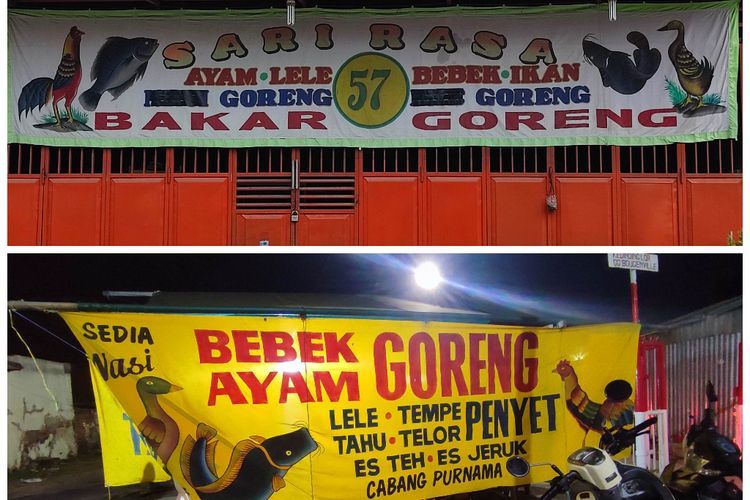 SARI RASA
AYAM • LELE 57 BEBEK • IKAN
GORENG GORENG
BAKAR GORENG
SEDIA
Nasi
BEBEK GORENG
AYAM
LELE • TEMPE PENYET
TAHU • TELOR
ES TEH • ES JERUK
CABANG PURNAMA